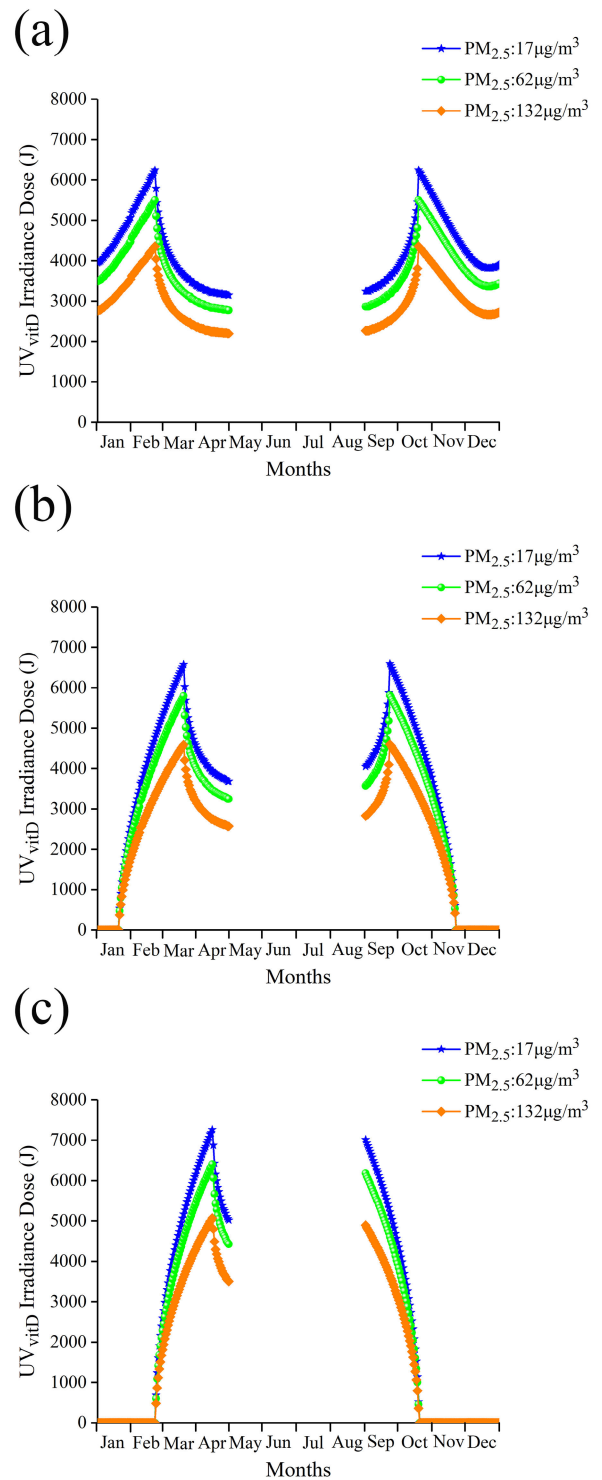 (a)
PM2.5:17μg/m3
PM2.5:62μg/m3
PM2.5:132μg/m3
UVvitD Irradiance Dose (J)
8000
7000
6000
5000
4000
3000
2000
1000
0
Jan Feb Mar Apr May Jun Jul Aug Sep Oct Nov Dec
Months
(b)
PM2.5:17μg/m3
PM2.5:62μg/m3
PM2.5:132μg/m3
UVvitD Irradiance Dose (J)
8000
7000
6000
5000
4000
3000
2000
1000
0
Jan Feb Mar Apr May Jun Jul Aug Sep Oct Nov Dec
Months
(c)
PM2.5:17μg/m3
PM2.5:62μg/m3
PM2.5:132μg/m3
UVvitD Irradiance Dose (J)
8000
7000
6000
5000
4000
3000
2000
1000
0
Jan Feb Mar Apr May Jun Jul Aug Sep Oct Nov Dec
Months